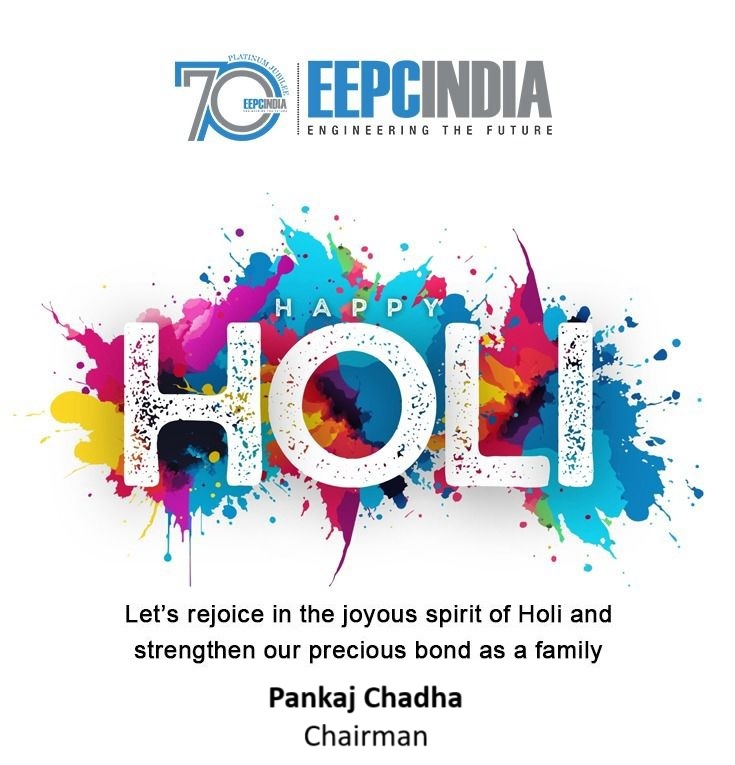 PLATINUM JUBILEE
70
EEPCINDIA
EEPCINDIA
ENGINEERING THE FUTURE
HAPPY
HOLI
Let’s rejoice in the joyous spirit of Holi and
strengthen our precious bond as a family
Pankaj Chadha
Chairman